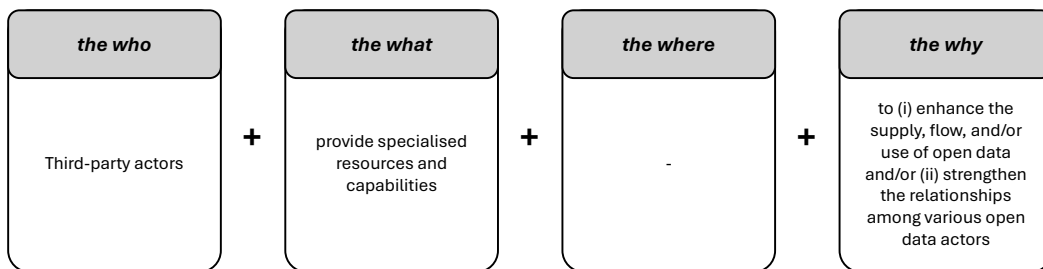 the who
the what
the where
the why
Third-party actors
+
provide specialised
resources and
capabilities
+
-
+
to (i) enhance the
supply, flow, and/or
use of open data
and/or (ii) strengthen
the relationships
among various open
data actors